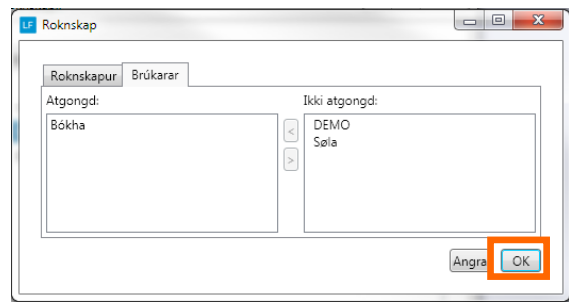 LF Roknskap
Roknskapur Brúkarar
Atgongd: Ikki atgongd:
Bókha < DEMO
Søla
>
Angra OK